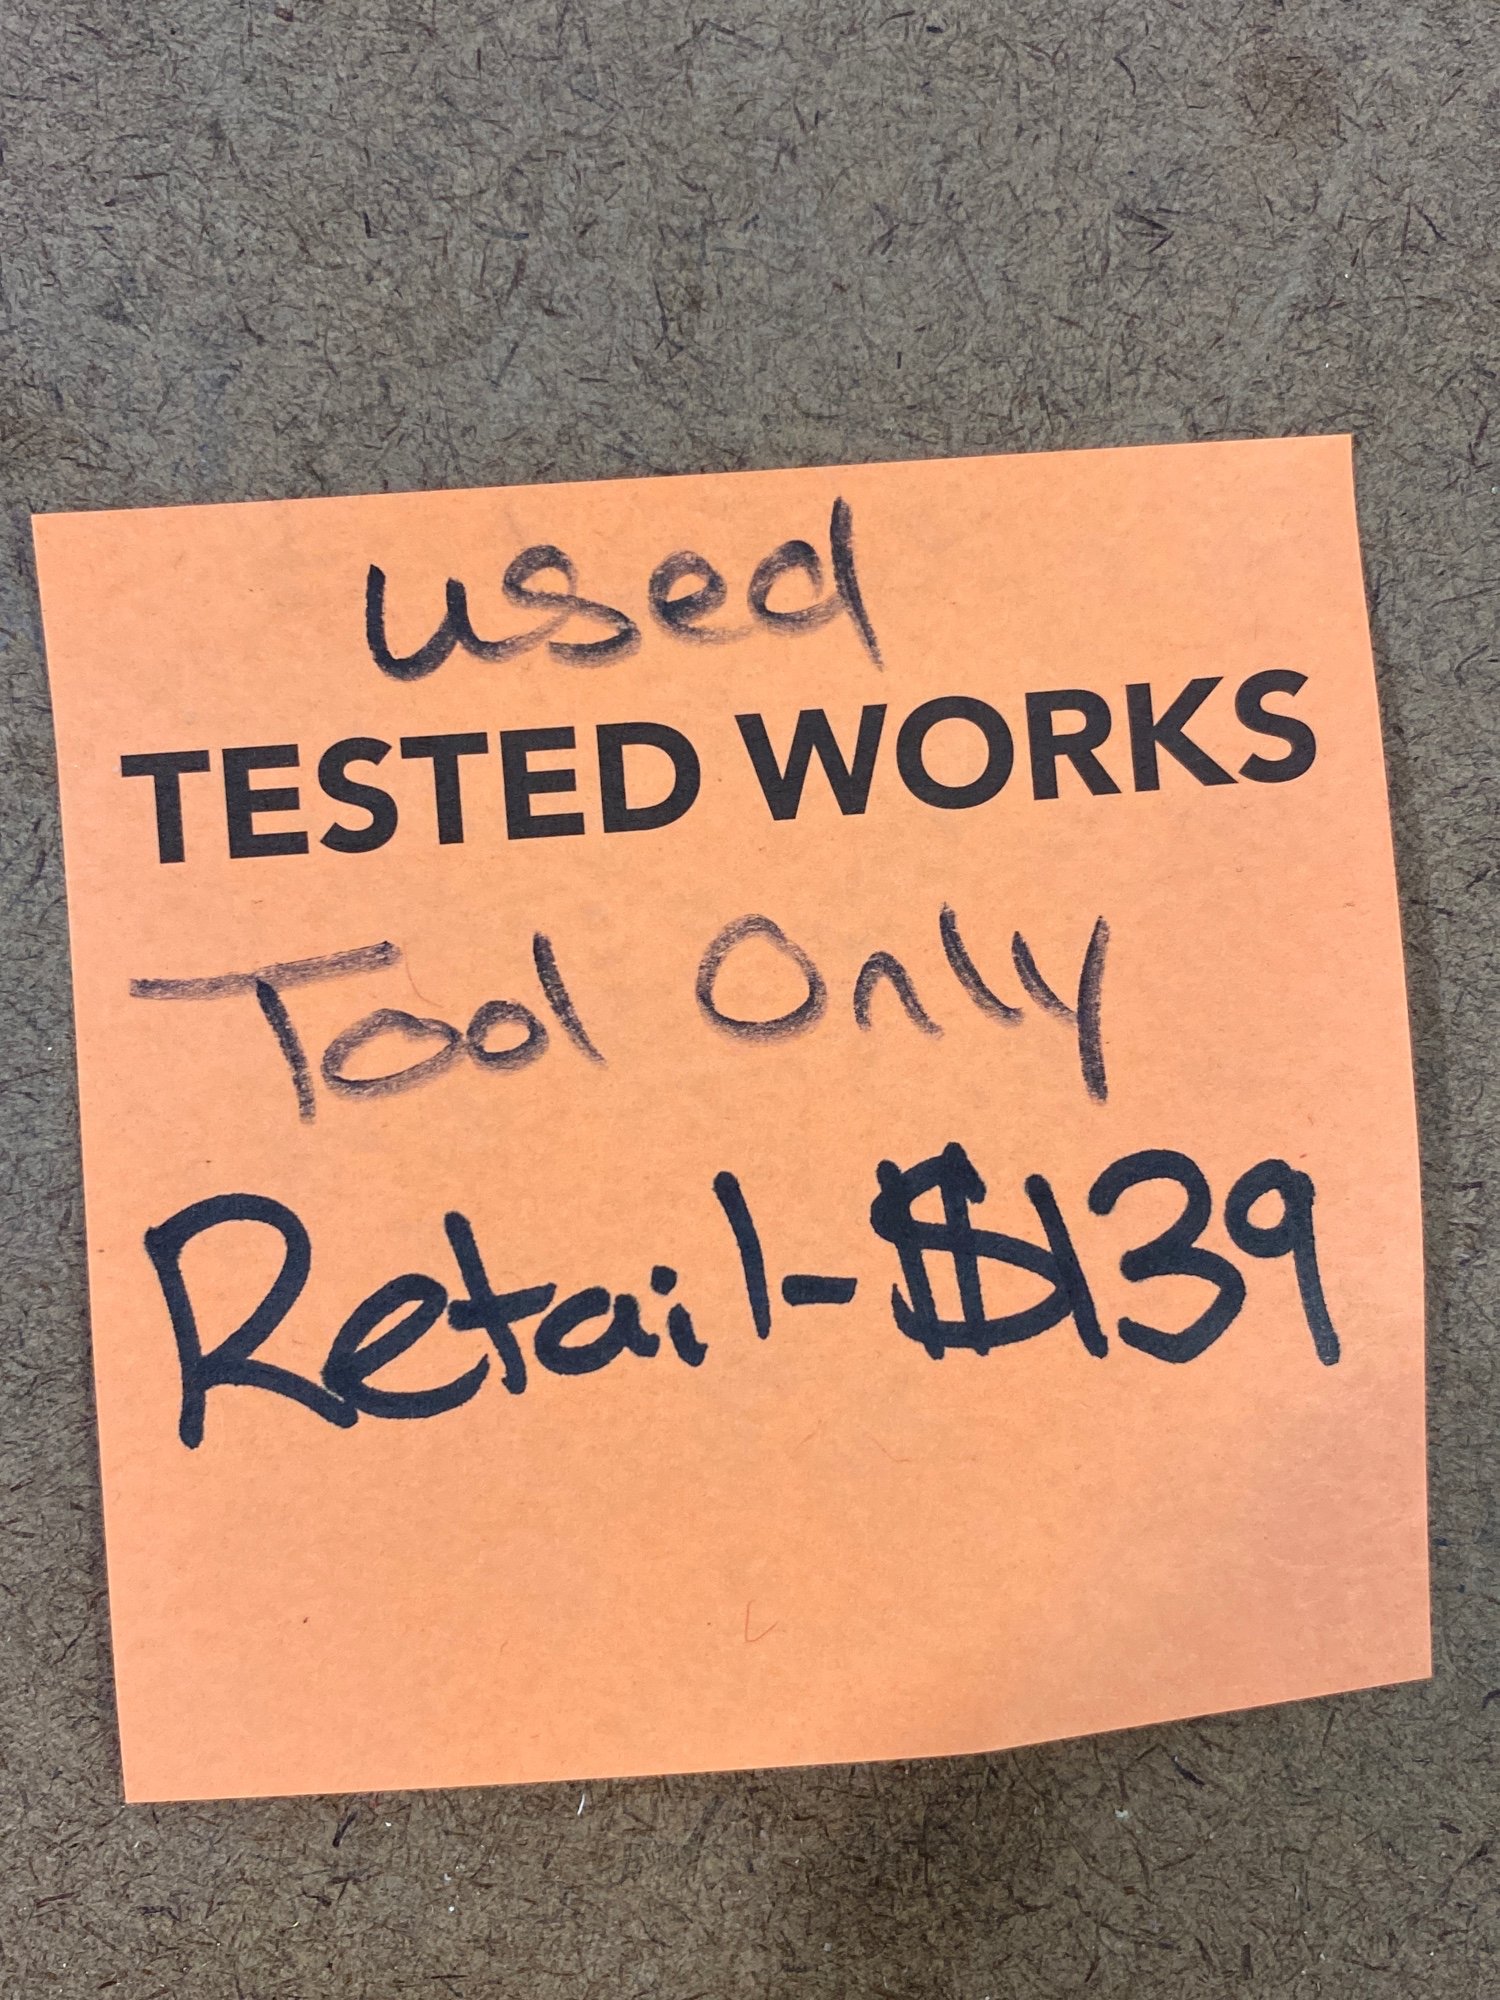 used
TESTED WORKS
Tool Only
Retail-$139